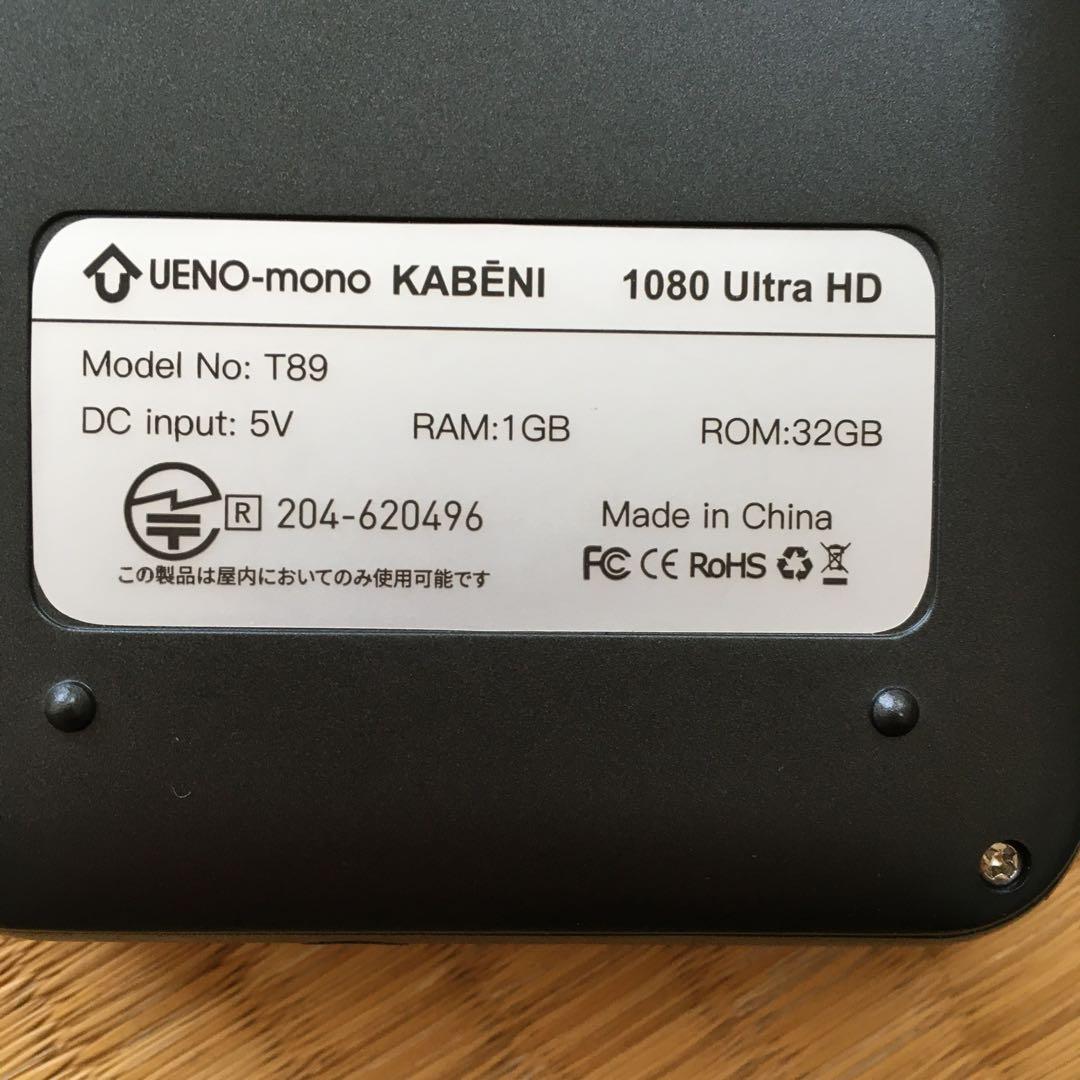 UENO-mono KABĒNI 1080 Ultra HD
Model No: T89
DC input: 5V RAM:1GB ROM:32GB
R 204-620496 Made in China
この製品は屋内においてのみ使用可能です FC CE RoHS